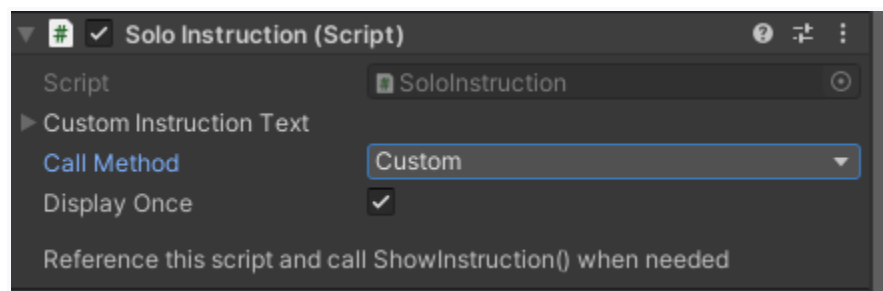 # Solo Instruction (Script)
Script # SoloInstruction
Custom Instruction Text
Call Method Custom
Display Once
Reference this script and call ShowInstruction() when needed